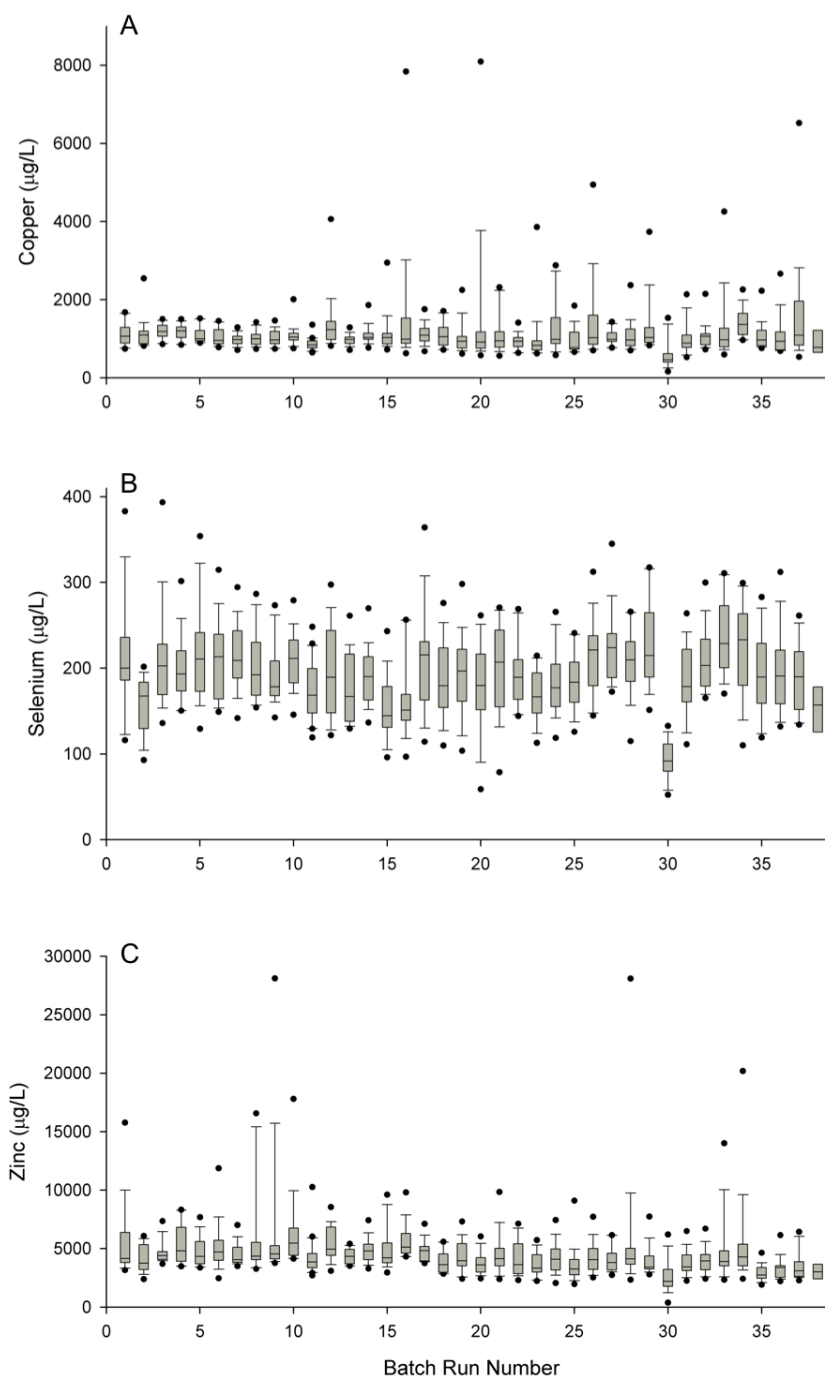 A
8000
6000
4000
2000
0
Copper (μg/L)
0 5 10 15 20 25 30 35
B
400
300
200
100
0
Selenium (μg/L)
0 5 10 15 20 25 30 35
C
30000
25000
20000
15000
10000
5000
0
Zinc (μg/L)
0 5 10 15 20 25 30 35
Batch Run Number